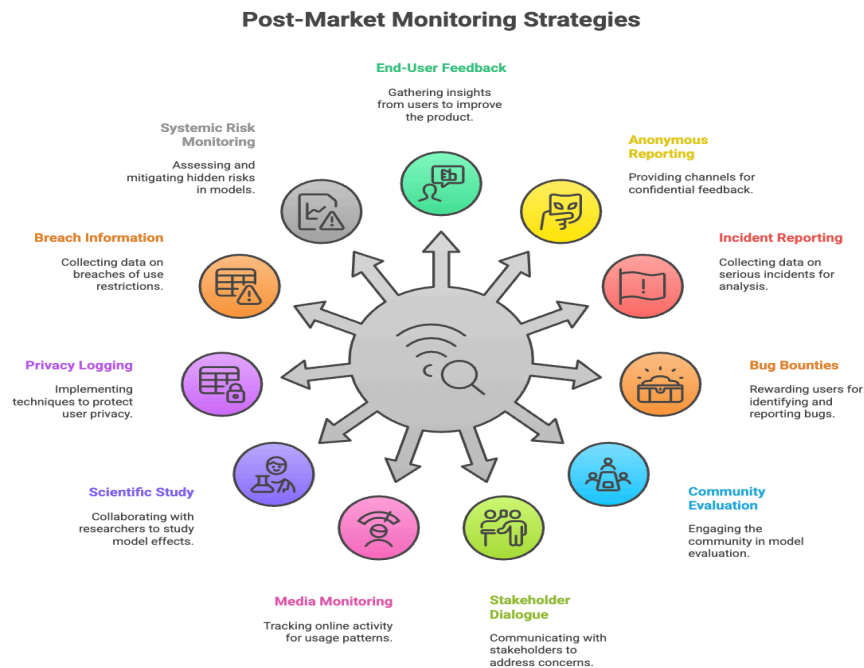 Post-Market Monitoring Strategies
End-User Feedback
Gathering insights
from users to improve
the product.
Anonymous
Reporting
Providing channels for
confidential feedback.
Incident Reporting
Collecting data on
serious incidents for
analysis.
Bug Bounties
Rewarding users for
identifying and
reporting bugs.
Community
Evaluation
Engaging the
community in model
evaluation.
Stakeholder
Dialogue
Communicating with
stakeholders to
address concerns.
Media Monitoring
Tracking online activity
for usage patterns.
Scientific Study
Collaborating with
researchers to study
model effects.
Privacy Logging
Implementing
techniques to protect
user privacy.
Breach Information
Collecting data on
breaches of use
restrictions.
Systemic Risk
Monitoring
Assessing and
mitigating hidden risks
in models.